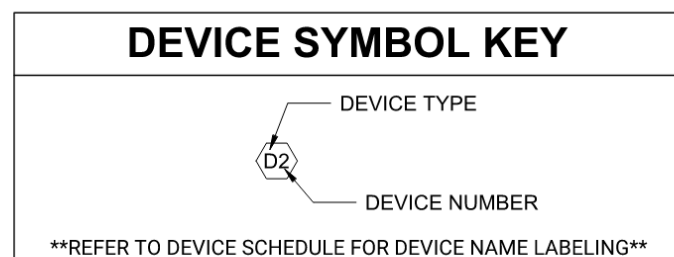 DEVICE SYMBOL KEY
DEVICE TYPE
D2
DEVICE NUMBER
**REFER TO DEVICE SCHEDULE FOR DEVICE NAME LABELING**